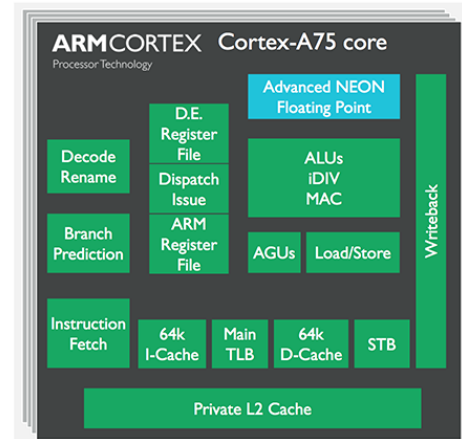 ARMCORTEX
Processor Technology
Cortex-A75 core
Advanced NEON
Floating Point
D.E.
Register
File
Decode
Rename
Dispatch
Issue
ALUs
iDIV
MAC
Branch
Prediction
ARM
Register
File
AGUs
Load/Store
Writeback
Instruction
Fetch
64k
I-Cache
Main
TLB
64k
D-Cache
STB
Private L2 Cache